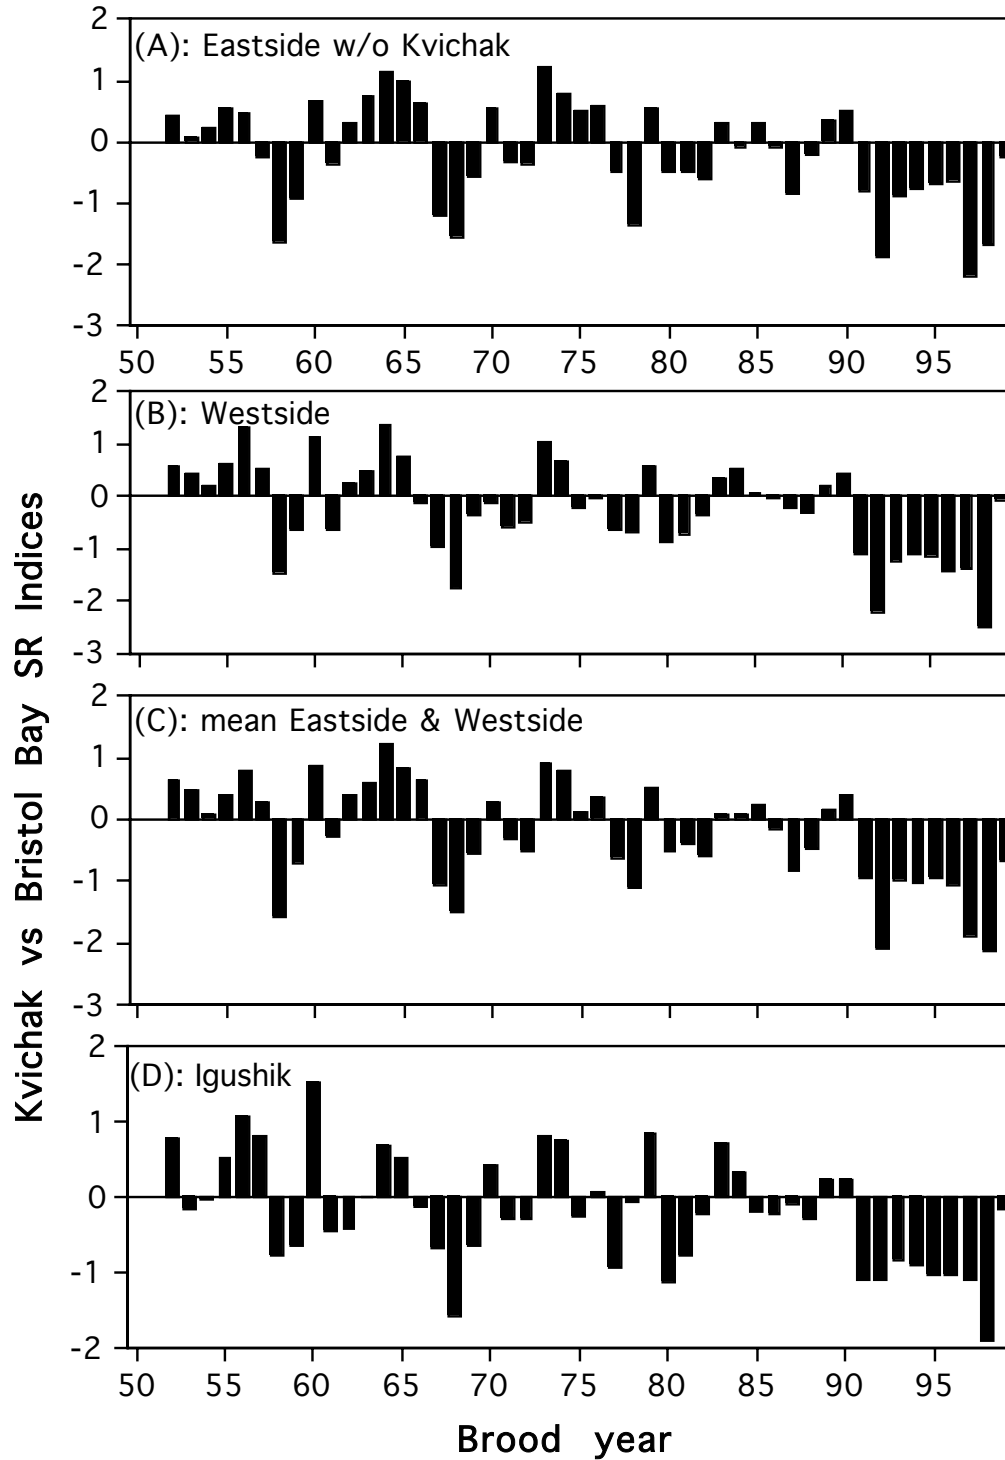 Kvichak vs Bristol Bay SR Indices
2
(A): Eastside w/o Kvichak
1
0
-1
-2
-3
50 55 60 65 70 75 80 85 90 95
2
(B): Westside
1
0
-1
-2
-3
2
(C): mean Eastside & Westside
1
0
-1
-2
-3
2
(D): Igushik
1
0
-1
-2
50 55 60 65 70 75 80 85 90 95
Brood year